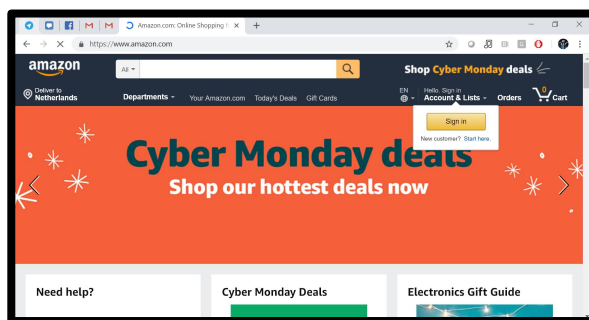 Amazon.com: Online Shopping
https://www.amazon.com
amazon
All
Shop Cyber Monday deals
Deliver to
Netherlands
Departments
Your Amazon.com
Today's Deals
Gift Cards
EN
Hello. Sign in
Account & Lists
Orders
0
Cart
Sign in
New customer? Start here.
Cyber Monday deals
Shop our hottest deals now
Need help?
Cyber Monday Deals
Electronics Gift Guide